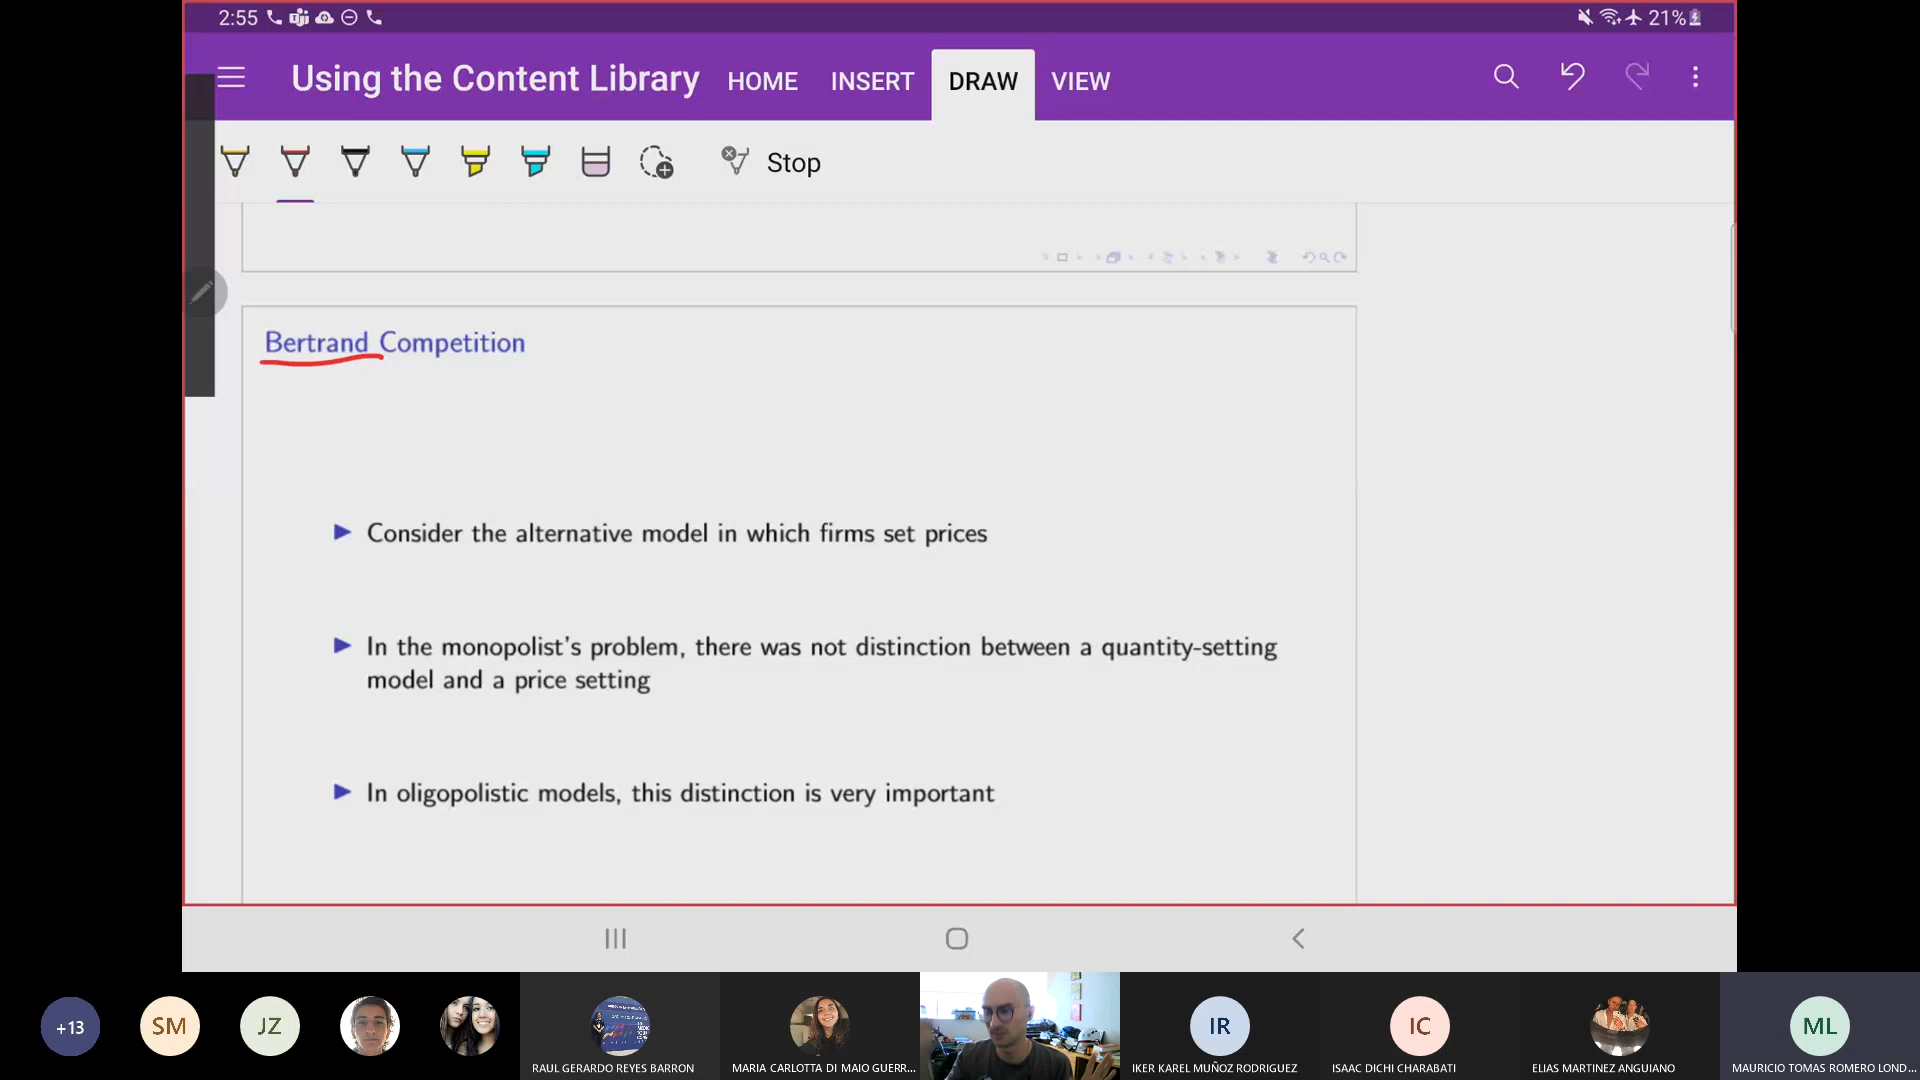 2:55
21%
Using the Content Library HOME INSERT DRAW VIEW
Stop
Bertrand Competition
Consider the alternative model in which firms set prices
In the monopolist's problem, there was not distinction between a quantity-setting
model and a price setting
In oligopolistic models, this distinction is very important
+13
SM
JZ
IR
IC
ML
RAUL GERARDO REYES BARRON
MARIA CARLOTTA DI MAIO GUERR...
IKER KAREL MUÑOZ RODRIGUEZ
ISAAC DICHI CHARABATI
ELIAS MARTINEZ ANGUIANO
MAURICIO TOMAS ROMERO LOND...